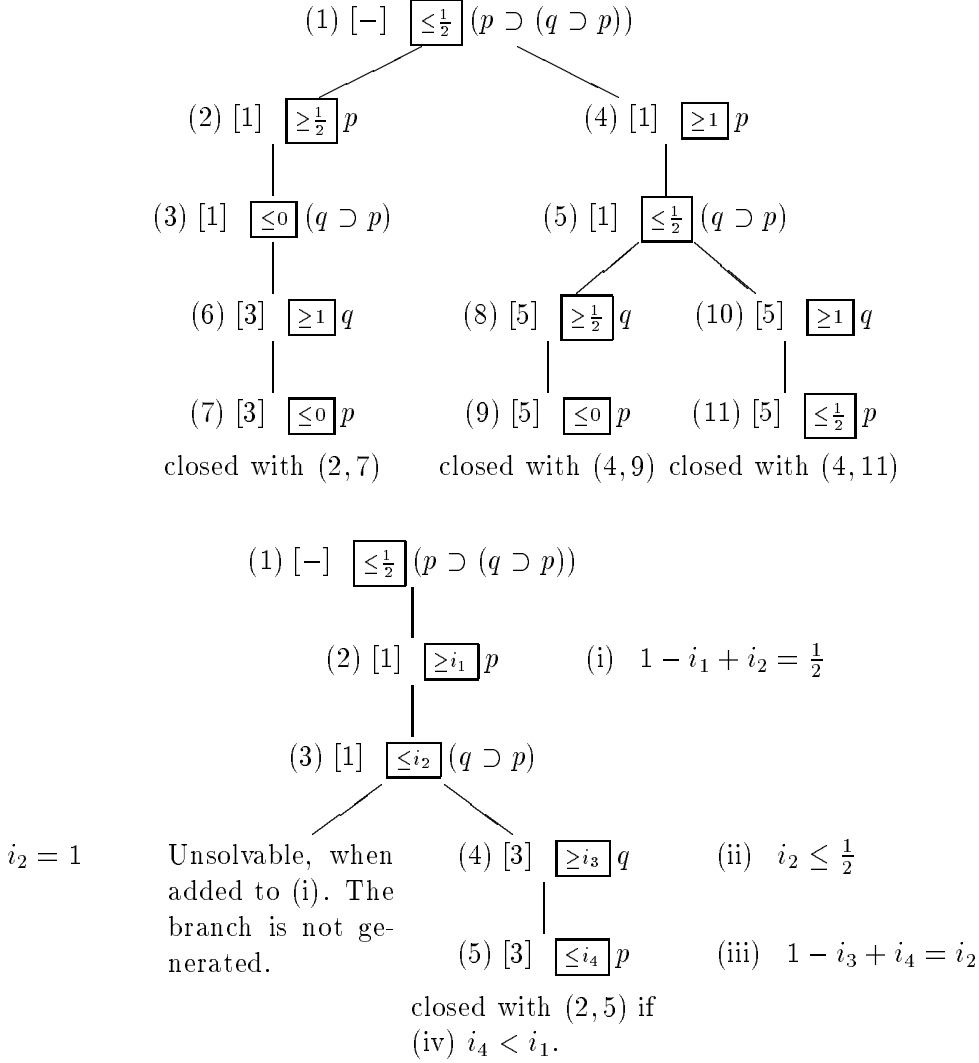 (1) [−] ≤½ (p ⊃ (q ⊃ p))
(2) [1] ≥½ p
(4) [1] ≥1 p
(3) [1] ≤0 (q ⊃ p)
(5) [1] ≤½ (q ⊃ p)
(6) [3] ≥1 q
(8) [5] ≥½ q
(10) [5] ≥1 q
(7) [3] ≤0 p
(9) [5] ≤0 p
(11) [5] ≤½ p
closed with (2, 7)
closed with (4, 9)
closed with (4, 11)
(1) [−] ≤½ (p ⊃ (q ⊃ p))
(2) [1] ≥i₁ p
(i) 1 − i₁ + i₂ = ½
(3) [1] ≤i₂ (q ⊃ p)
i₂ = 1
Unsolvable, when
added to (i). The
branch is not ge-
nerated.
(4) [3] ≥i₃ q
(ii) i₂ ≤ ½
(5) [3] ≤i₄ p
(iii) 1 − i₃ + i₄ = i₂
closed with (2, 5) if
(iv) i₄ < i₁.